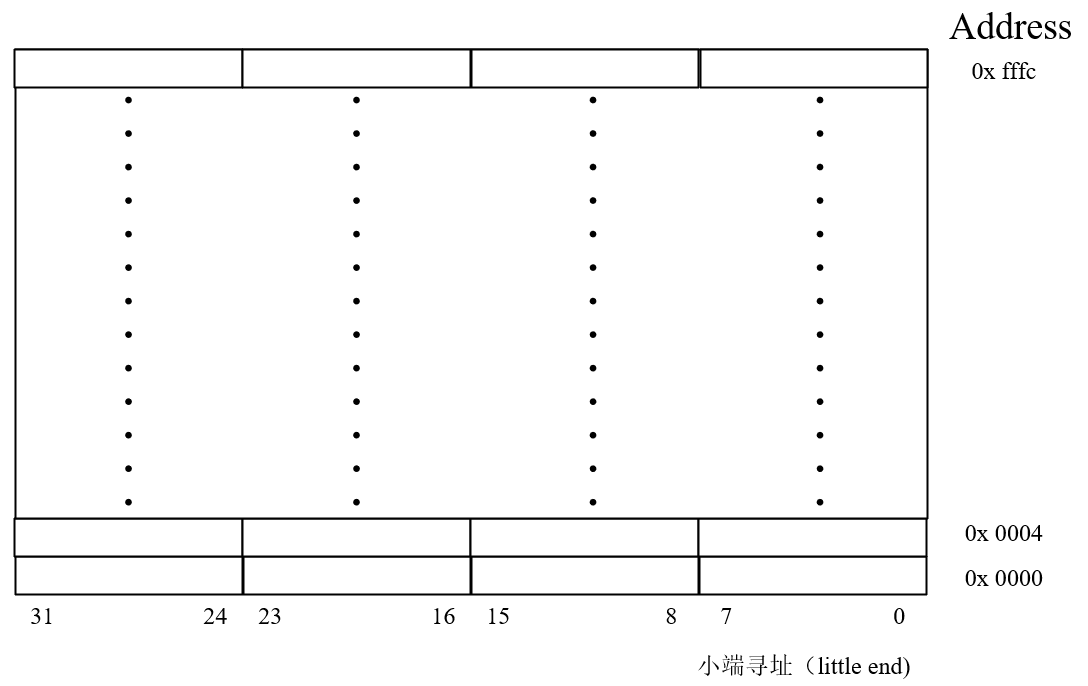 Address
0x fffc
0x 0004
0x 0000
31 24 23 16 15 8 7 0
小端寻址（little end)